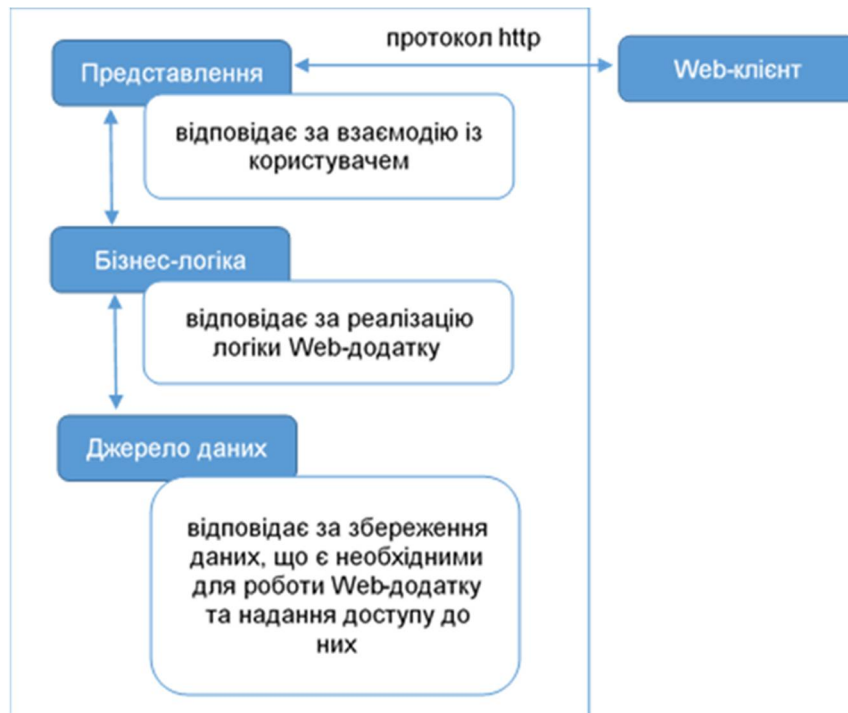 протокол http
Представлення
Web-клієнт
відповідає за взаємодію із
користувачем
Бізнес-логіка
відповідає за реалізацію
логіки Web-додатку
Джерело даних
відповідає за збереження
даних, що є необхідними
для роботи Web-додатку
та надання доступу до
них